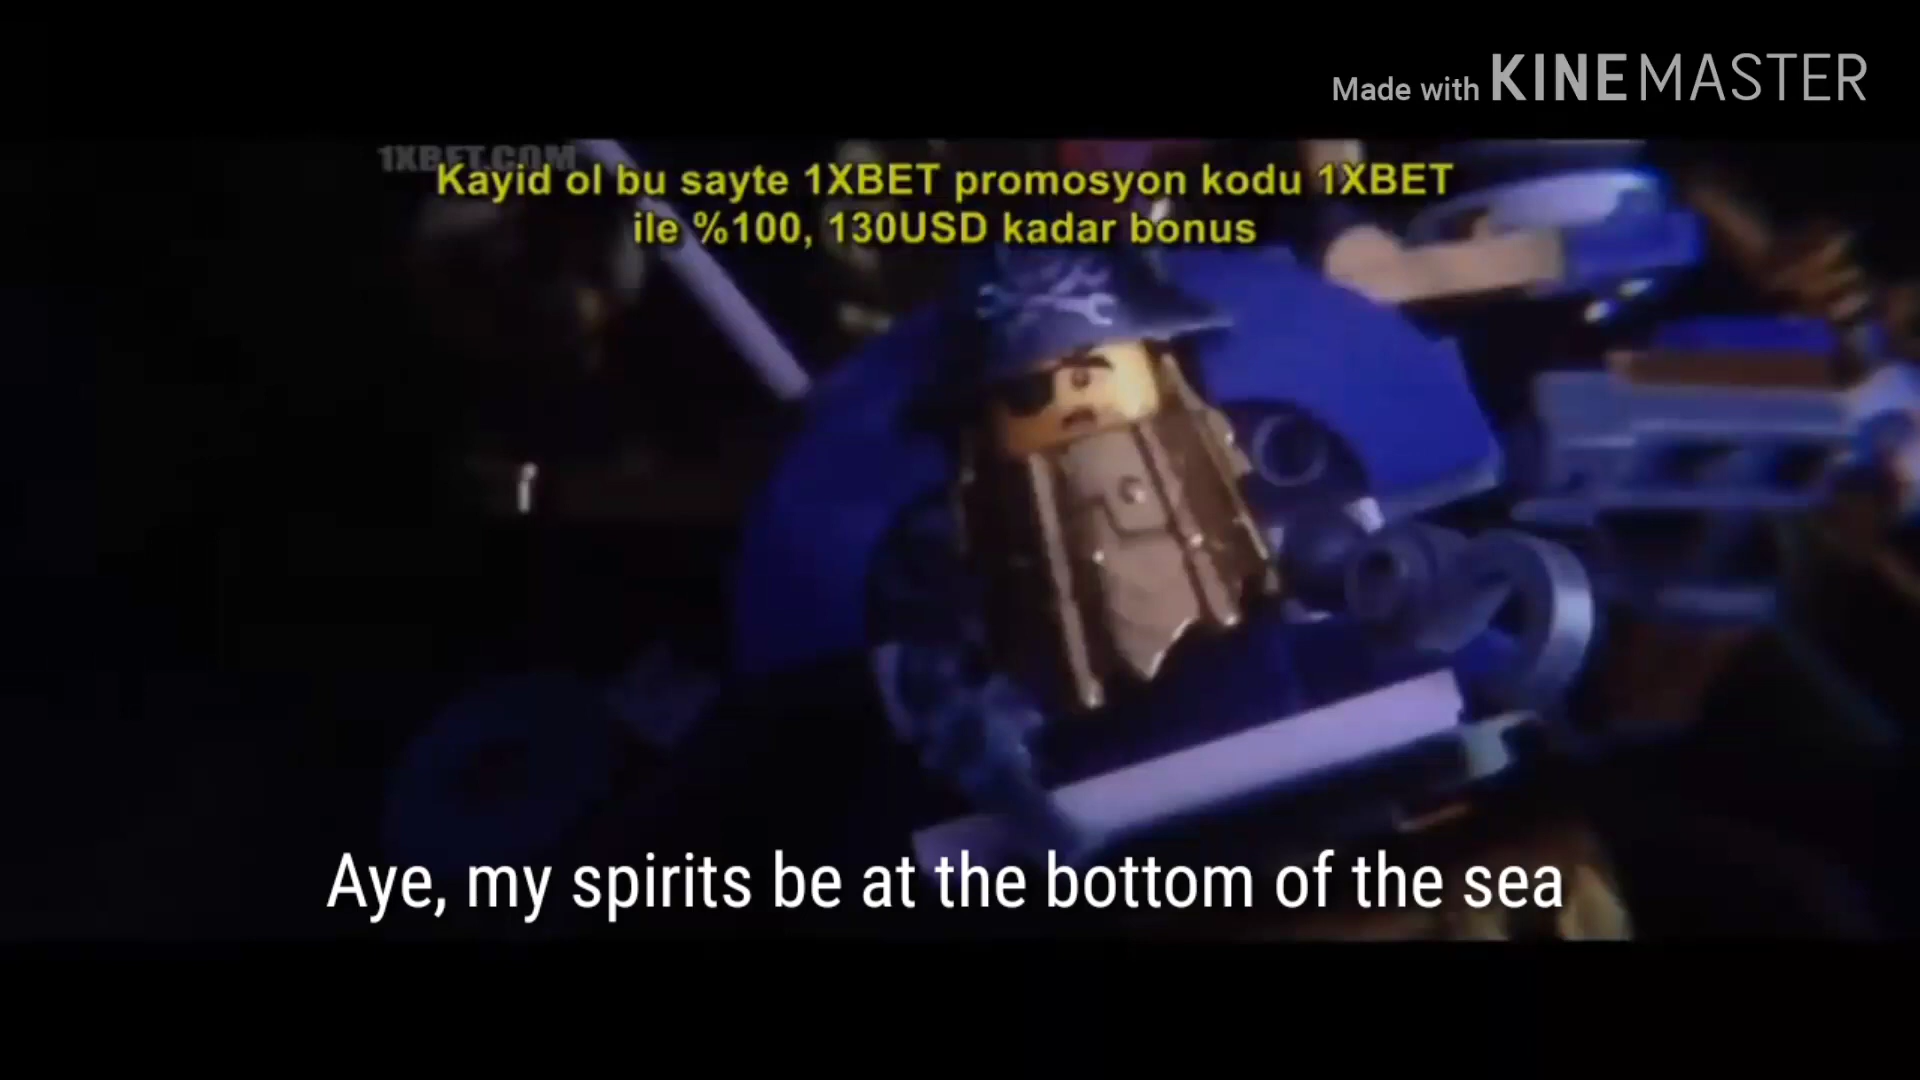 Made with KINEMASTER
1XBET.COM
Kayid ol bu sayte 1XBET promosyon kodu 1XBET
ile %100, 130USD kadar bonus
Aye, my spirits be at the bottom of the sea